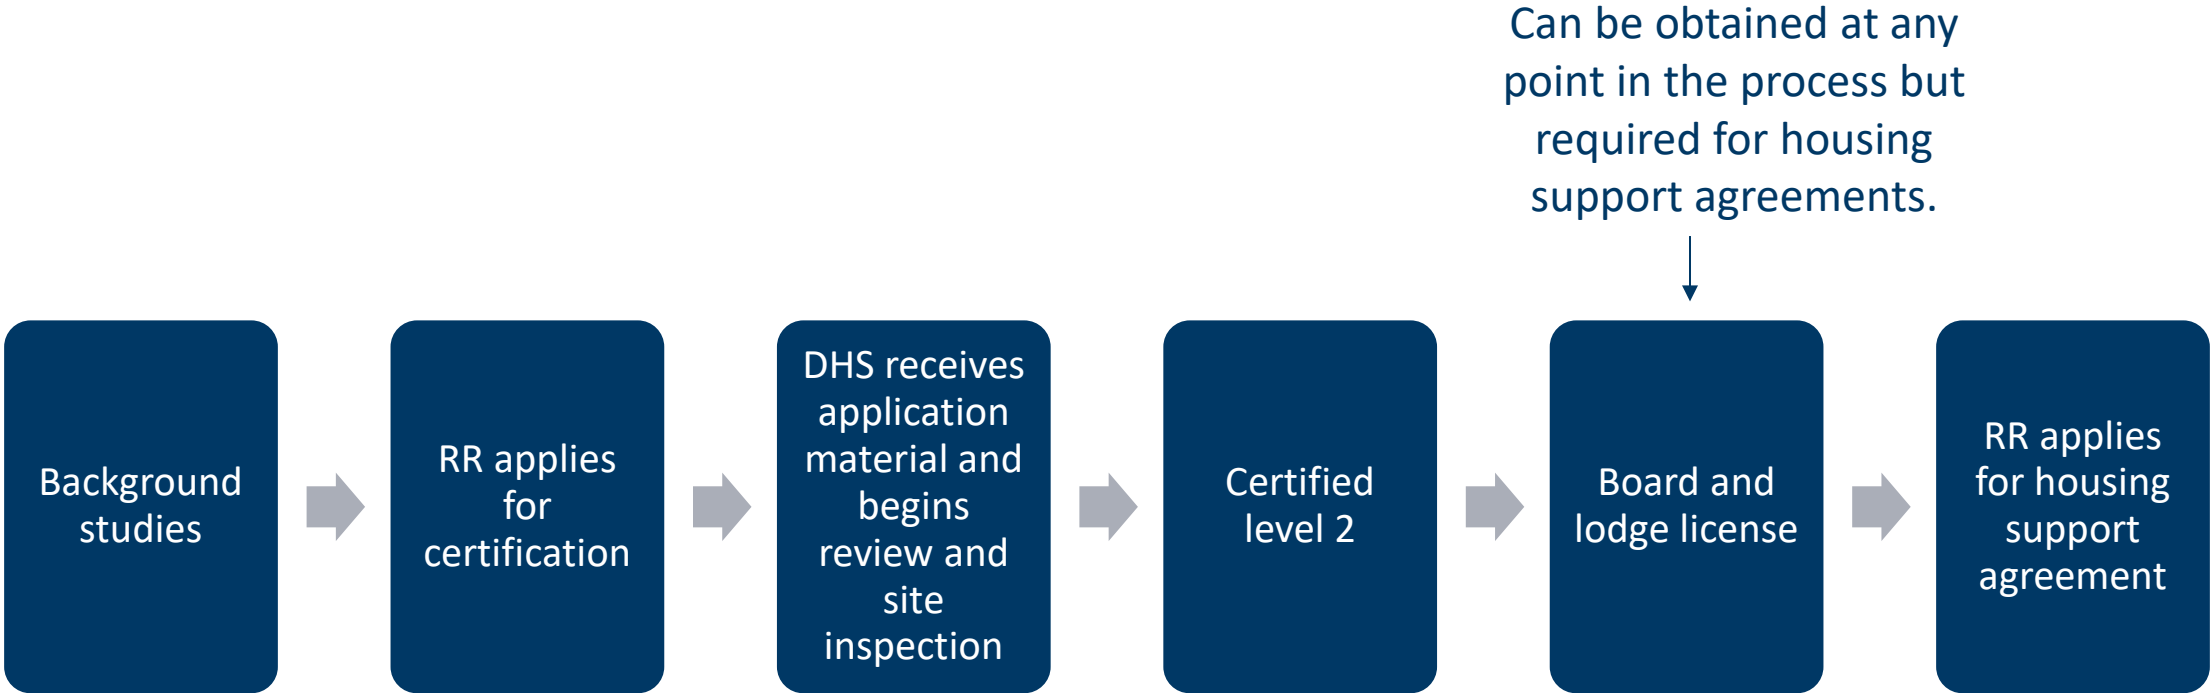 Can be obtained at any
point in the process but
required for housing
support agreements.
Background
studies
RR applies
for
certification
DHS receives
application
material and
begins
review and
site
inspection
Certified
level 2
Board and
lodge license
RR applies
for housing
support
agreement